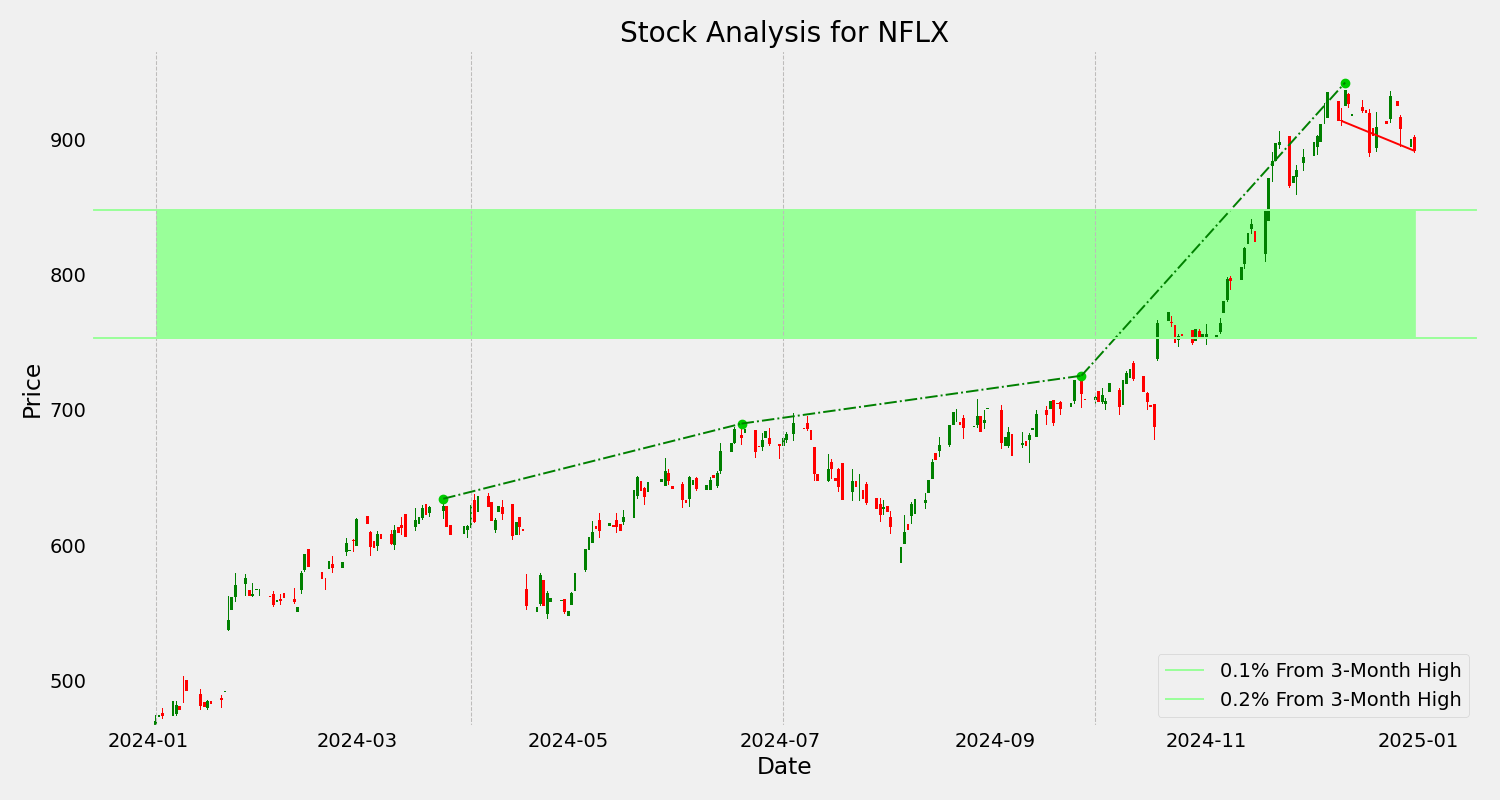 Stock Analysis for NFLX
Price
900
800
700
600
500
0.1% From 3-Month High
0.2% From 3-Month High
2024-01 2024-03 2024-05 2024-07 2024-09 2024-11 2025-01
Date